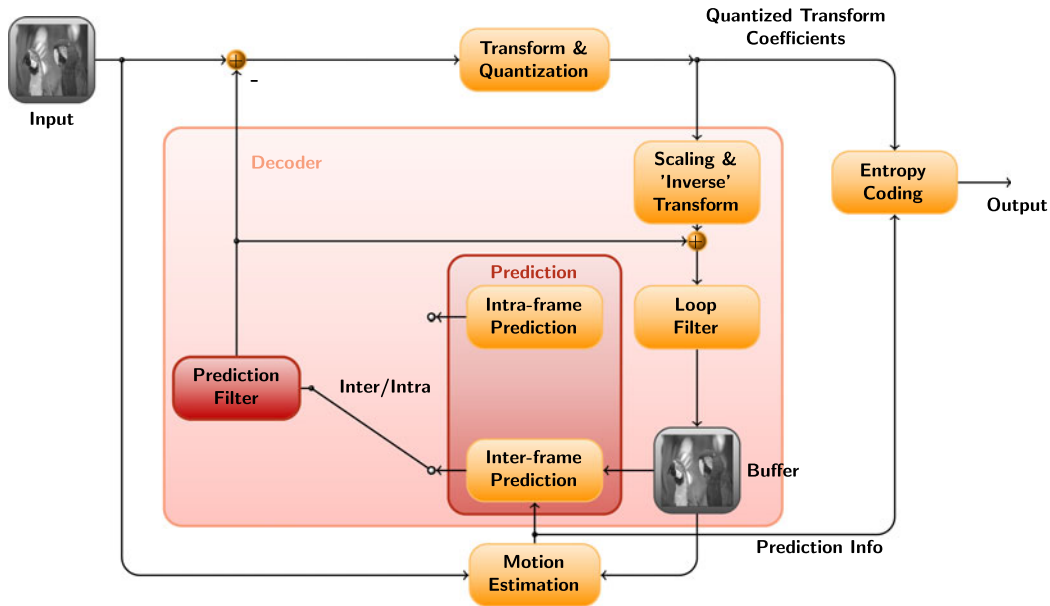 Quantized Transform
Coefficients
Transform &
Quantization
-
Input
Decoder
Scaling &
'Inverse'
Transform
Entropy
Coding
Output
Prediction
Intra-frame
Prediction
Loop
Filter
Prediction
Filter
Inter/Intra
Inter-frame
Prediction
Buffer
Prediction Info
Motion
Estimation